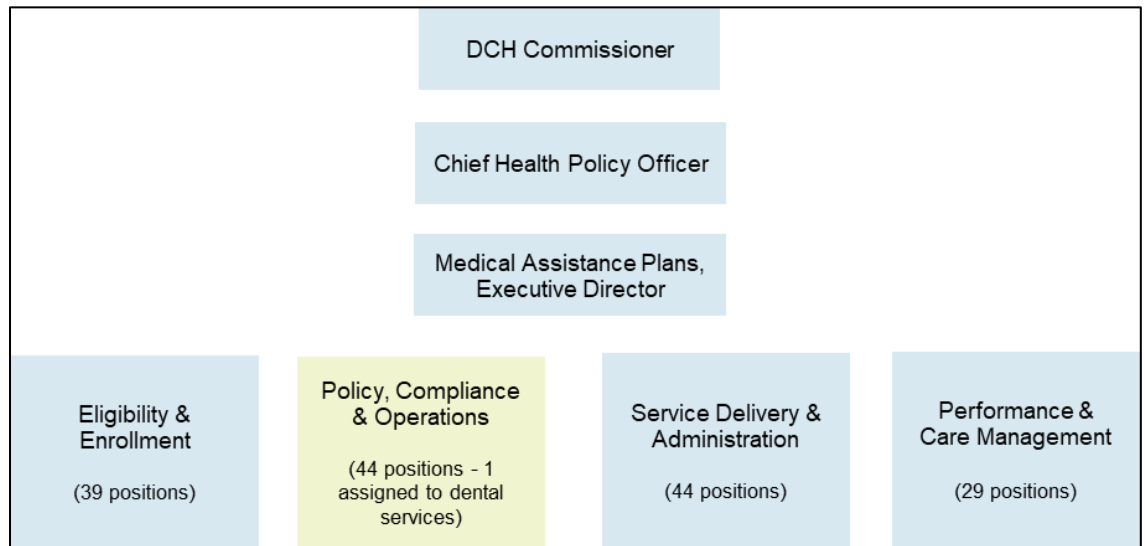 DCH Commissioner
Chief Health Policy Officer
Medical Assistance Plans,
Executive Director
Eligibility &
Enrollment
(39 positions)
Policy, Compliance
& Operations
(44 positions - 1
assigned to dental
services)
Service Delivery &
Administration
(44 positions)
Performance &
Care Management
(29 positions)